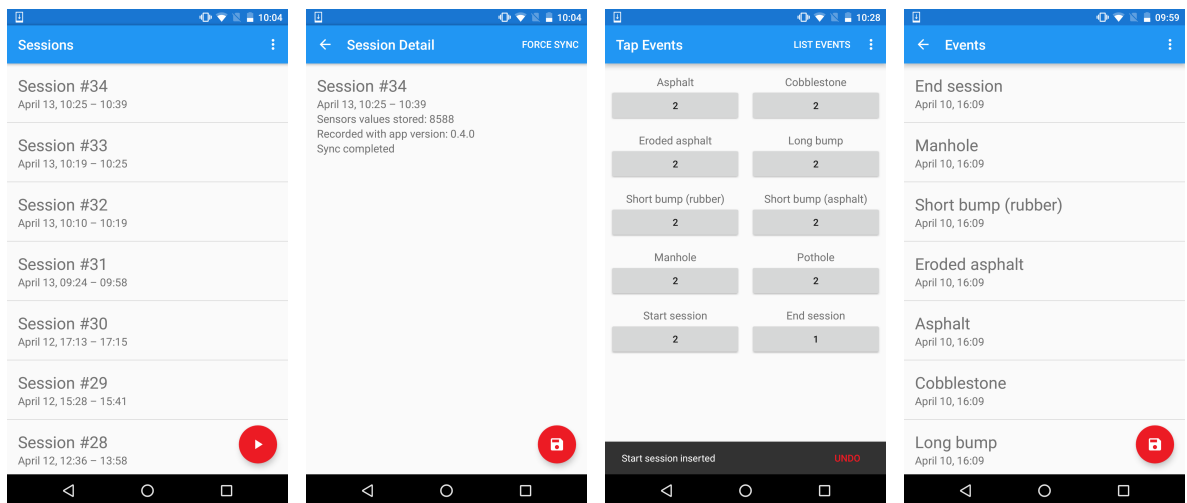 10:04
Sessions
Session #34
April 13, 10:25 – 10:39
Session #33
April 13, 10:19 – 10:25
Session #32
April 13, 10:10 – 10:19
Session #31
April 13, 09:24 – 09:58
Session #30
April 12, 17:13 – 17:15
Session #29
April 12, 15:28 – 15:41
Session #28
April 12, 12:36 – 13:58
10:04
Session Detail FORCE SYNC
Session #34
April 13, 10:25 – 10:39
Sensors values stored: 8588
Recorded with app version: 0.4.0
Sync completed
10:28
Tap Events LIST EVENTS
Asphalt Cobblestone
2 2
Eroded asphalt Long bump
2 2
Short bump (rubber) Short bump (asphalt)
2 2
Manhole Pothole
2 2
Start session End session
2 1
Start session inserted UNDO
09:59
Events
End session
April 10, 16:09
Manhole
April 10, 16:09
Short bump (rubber)
April 10, 16:09
Eroded asphalt
April 10, 16:09
Asphalt
April 10, 16:09
Cobblestone
April 10, 16:09
Long bump
April 10, 16:09